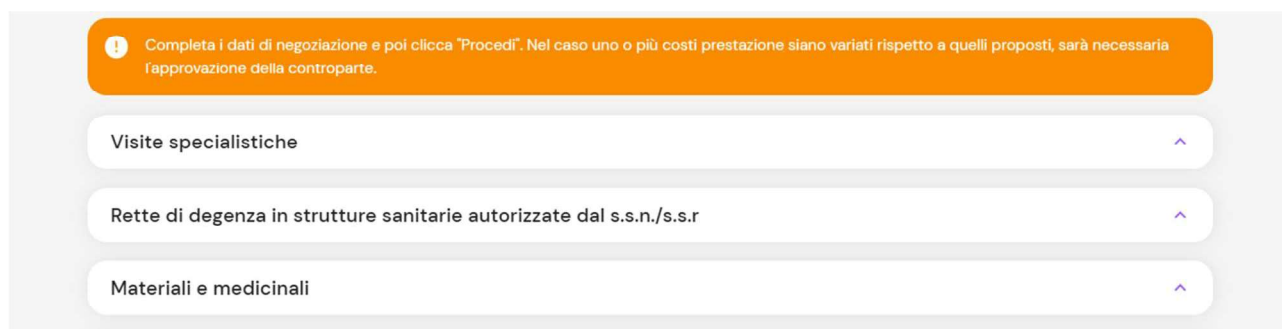 Completa i dati di negoziazione e poi clicca "Procedi". Nel caso uno o più costi prestazione siano variati rispetto a quelli proposti, sarà necessaria
l'approvazione della controparte.
Visite specialistiche
Rette di degenza in strutture sanitarie autorizzate dal s.s.n./s.s.r
Materiali e medicinali